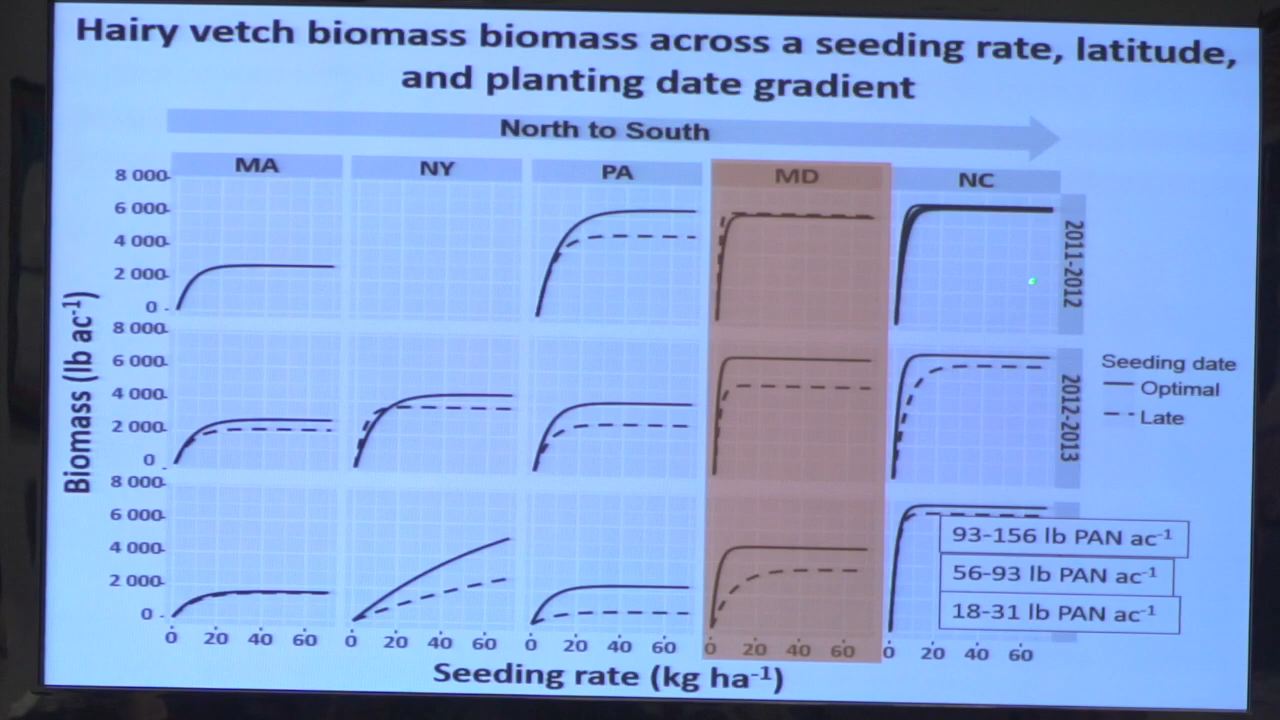 Hairy vetch biomass biomass across a seeding rate, latitude,
and planting date gradient
North to South
MA NY PA MD NC
8 000
6 000
4 000
2 000
0
2011-2012
8 000
6 000
4 000
2 000
0
2012-2013
8 000
6 000
4 000
2 000
0
Biomass (lb ac⁻¹)
Seeding date
Optimal
Late
93-156 lb PAN ac⁻¹
56-93 lb PAN ac⁻¹
18-31 lb PAN ac⁻¹
0 20 40 60 0 20 40 60 0 20 40 60 0 20 40 60 0 20 40 60
Seeding rate (kg ha⁻¹)